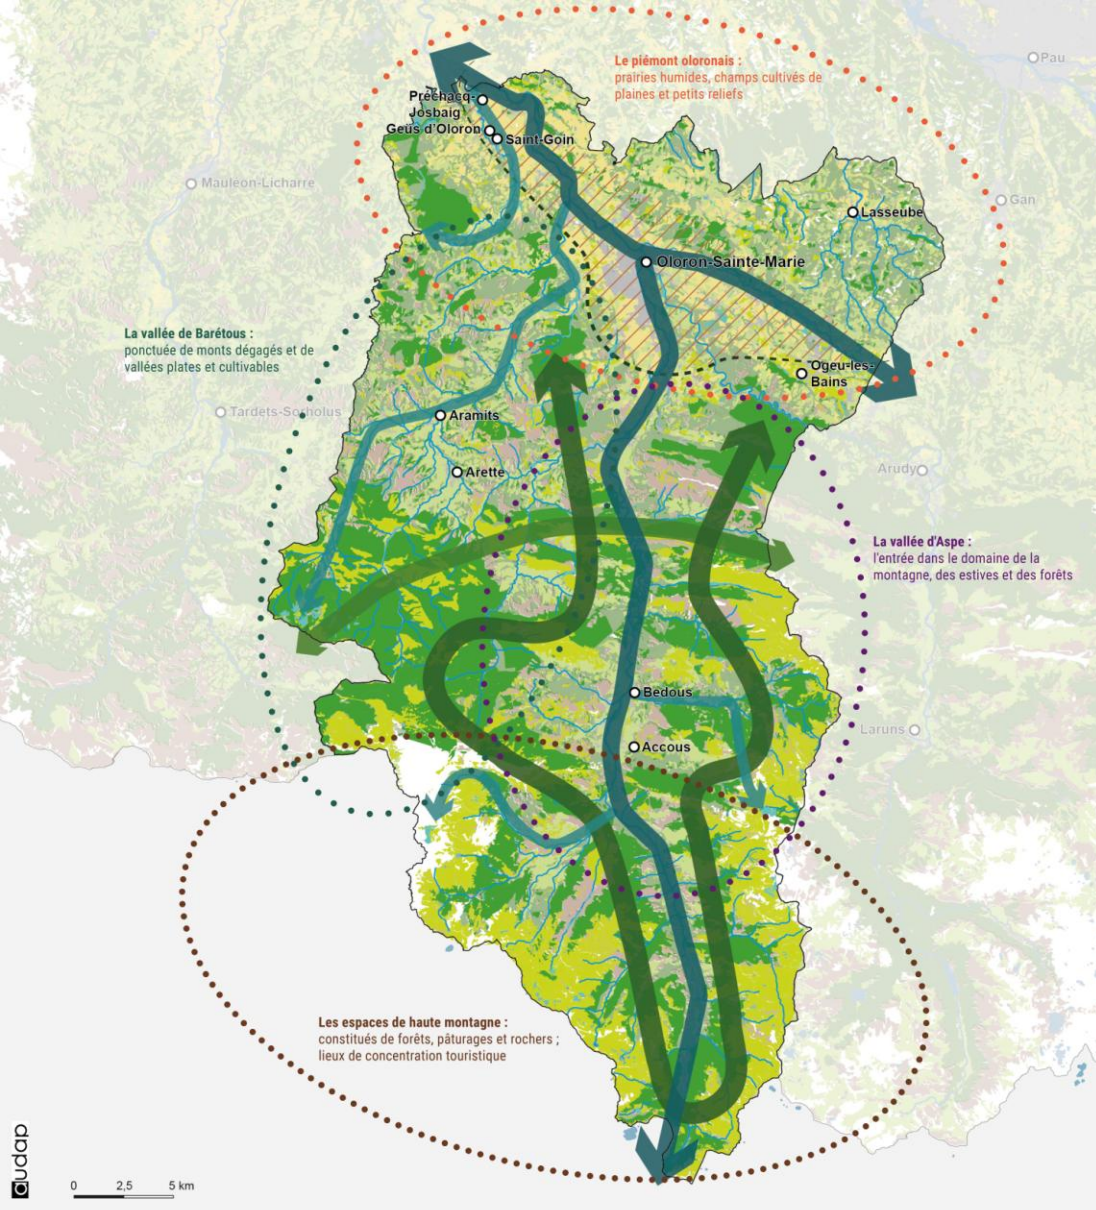 Le piémont oloronais :
prairies humides, champs cultivés de
plaines et petits reliefs
Pau
Préchacq-
Josbaig
Geüs d'Oloron
Saint-Goin
Mauléon-Licharre
Gan
Lasseube
Oloron-Sainte-Marie
La vallée de Barétous :
ponctuée de monts dégagés et de
vallées plates et cultivables
Ogeu-les-
Bains
Tardets-Sorholus
Aramits
Arette
Arudy
La vallée d'Aspe :
l'entrée dans le domaine de la
montagne, des estives et des forêts
Bedous
Laruns
Accous
Les espaces de haute montagne :
constitués de forêts, pâturages et rochers ;
lieux de concentration touristique
audap
0 2,5 5 km